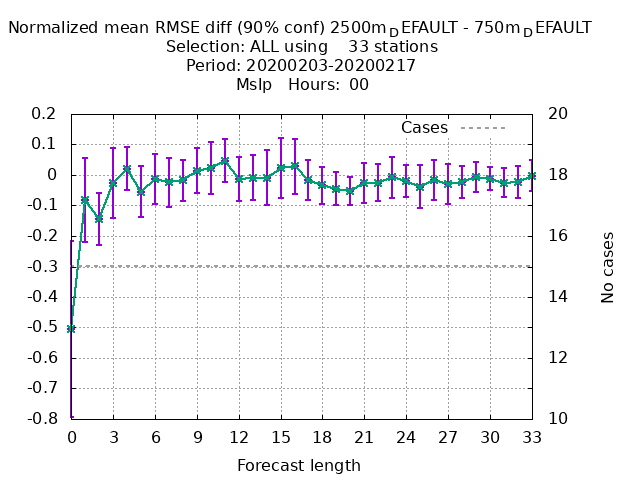 Normalized mean RMSE diff (90% conf) 2500m_DEFAULT - 750m_DEFAULT
Selection: ALL using    33 stations
Period: 20200203-20200217
Mslp   Hours: 00
Cases
0.2
0.1
0
-0.1
-0.2
-0.3
-0.4
-0.5
-0.6
-0.7
-0.8
20
18
16
14
12
10
No cases
0 3 6 9 12 15 18 21 24 27 30 33
Forecast length